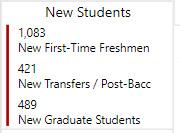 New Students
1,083
New First-Time Freshmen
421
New Transfers / Post-Bacc
489
New Graduate Students